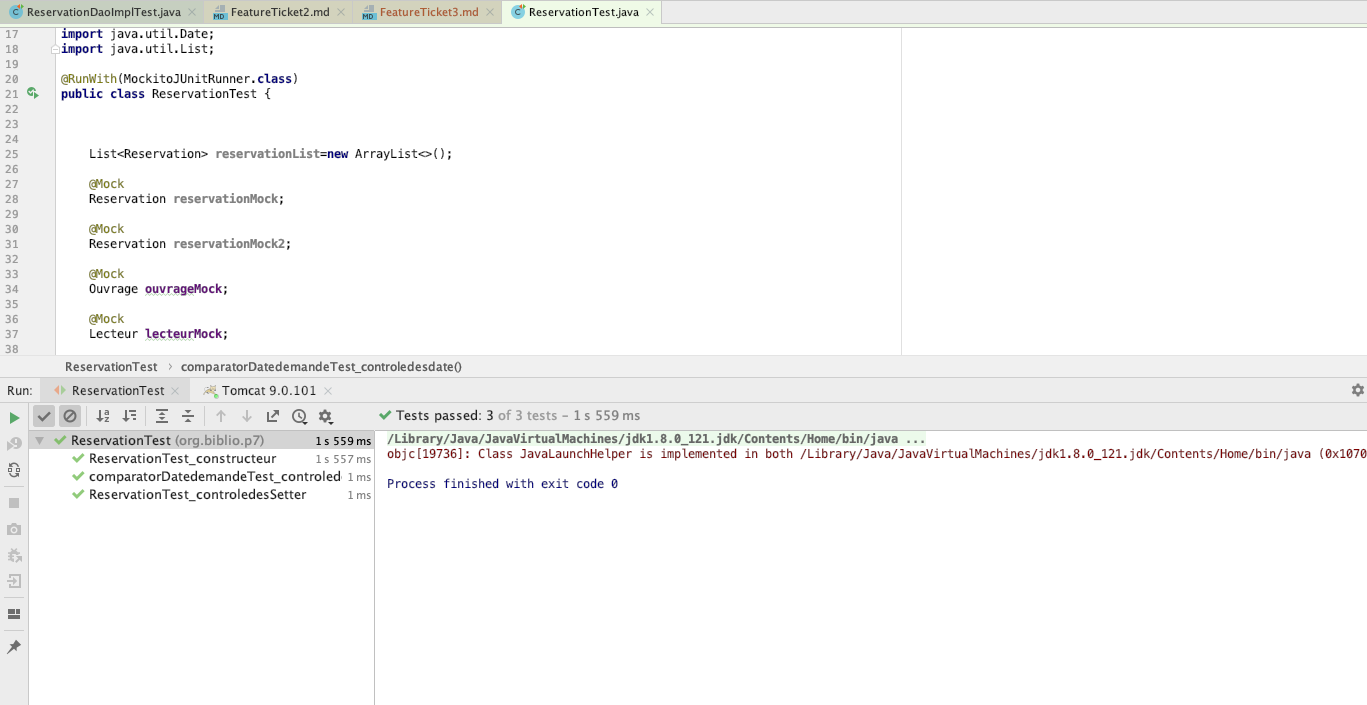 ReservationDaoImplTest.java FeatureTicket2.md FeatureTicket3.md ReservationTest.java
17 import java.util.Date;
18 import java.util.List;
19
20 @RunWith(MockitoJUnitRunner.class)
21 public class ReservationTest {
22
23
24
25 List<Reservation> reservationList=new ArrayList<>();
26
27 @Mock
28 Reservation reservationMock;
29
30 @Mock
31 Reservation reservationMock2;
32
33 @Mock
34 Ouvrage ouvrageMock;
35
36 @Mock
37 Lecteur lecteurMock;
38
ReservationTest › comparatorDatedemandeTest_controledesdate()
Run: ReservationTest Tomcat 9.0.101
Tests passed: 3 of 3 tests – 1 s 559 ms
ReservationTest (org.biblio.p7) 1 s 559 ms
ReservationTest_constructeur 1 s 557 ms
comparatorDatedemandeTest_controled 1 ms
ReservationTest_controledesSetter 1 ms
/Library/Java/JavaVirtualMachines/jdk1.8.0_121.jdk/Contents/Home/bin/java ...
objc[19736]: Class JavaLaunchHelper is implemented in both /Library/Java/JavaVirtualMachines/jdk1.8.0_121.jdk/Contents/Home/bin/java (0x1070
Process finished with exit code 0